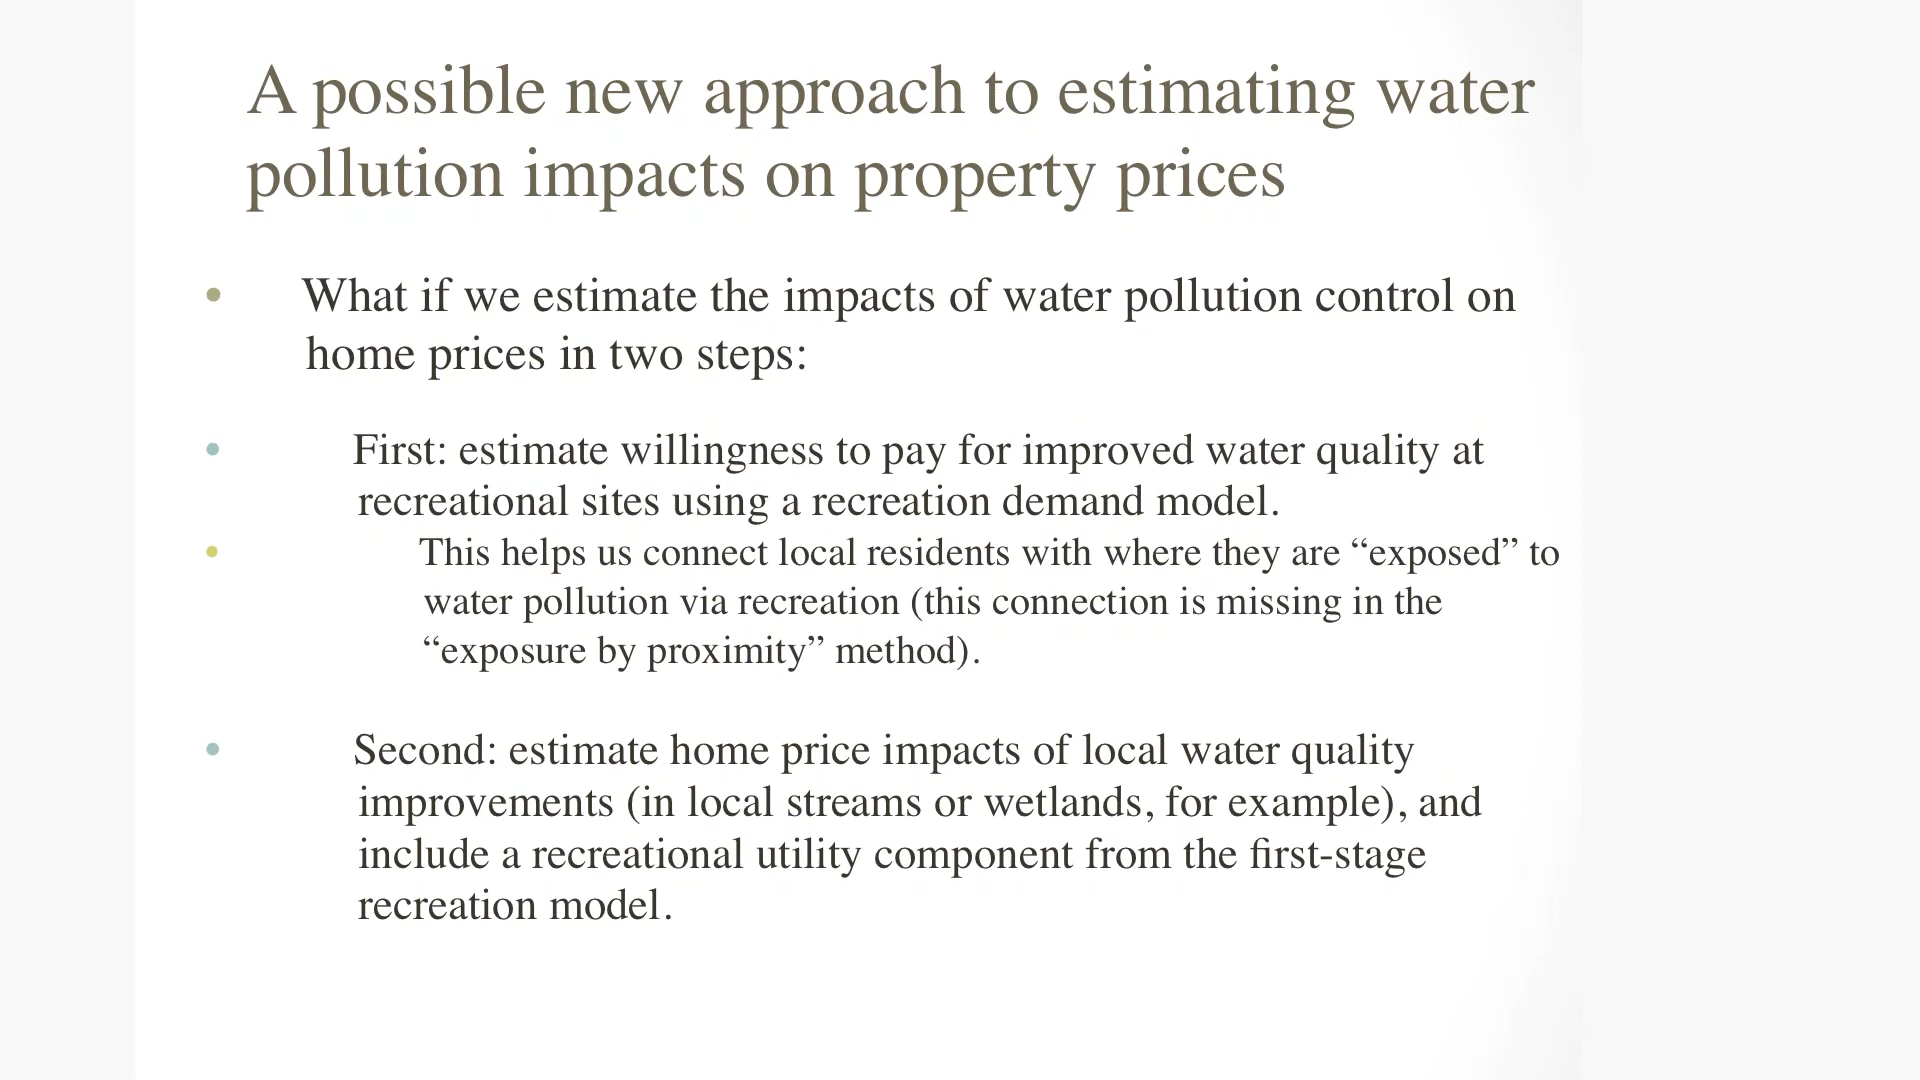 A possible new approach to estimating water
pollution impacts on property prices
• What if we estimate the impacts of water pollution control on
home prices in two steps:
• First: estimate willingness to pay for improved water quality at
recreational sites using a recreation demand model.
• This helps us connect local residents with where they are “exposed” to
water pollution via recreation (this connection is missing in the
“exposure by proximity” method).
• Second: estimate home price impacts of local water quality
improvements (in local streams or wetlands, for example), and
include a recreational utility component from the first-stage
recreation model.